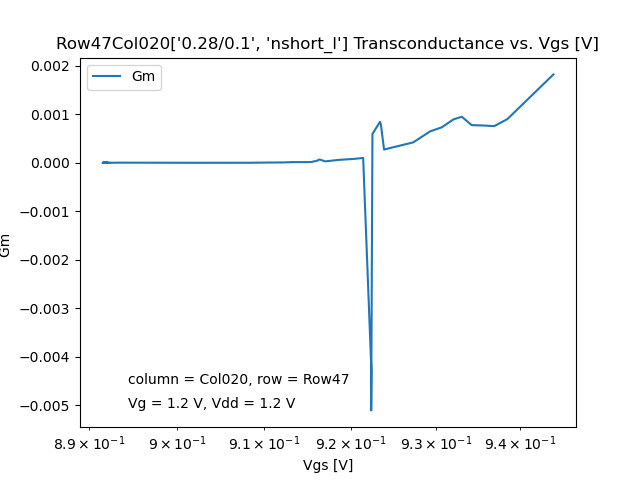 Row47Col020['0.28/0.1', 'nshort_l'] Transconductance vs. Vgs [V]
Gm
0.002
0.001
0.000
−0.001
−0.002
−0.003
−0.004
−0.005
Gm
column = Col020, row = Row47
Vg = 1.2 V, Vdd = 1.2 V
8.9 × 10⁻¹ 9 × 10⁻¹ 9.1 × 10⁻¹ 9.2 × 10⁻¹ 9.3 × 10⁻¹ 9.4 × 10⁻¹
Vgs [V]